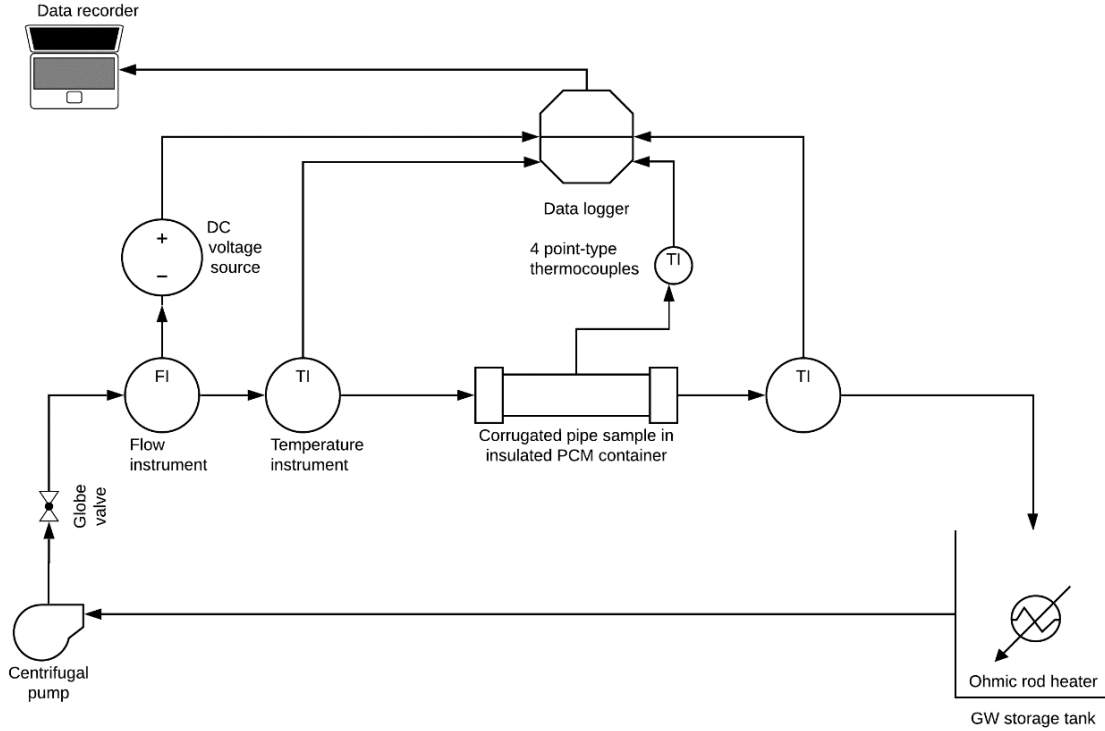 Data recorder
DC
voltage
source
+
−
Data logger
4 point-type
thermocouples
TI
FI
TI
TI
Flow
instrument
Temperature
instrument
Corrugated pipe sample in
insulated PCM container
Globe
valve
Centrifugal
pump
Ohmic rod heater
GW storage tank